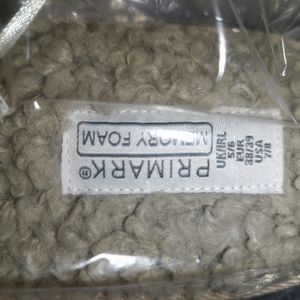 PRIMARK®
MEMORY FOAM
UK/IRL
5/6
EUR
38/39
USA
7/8